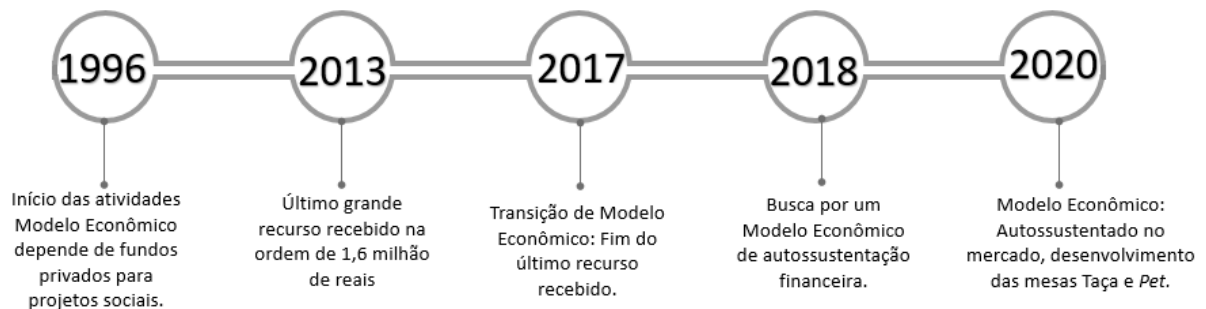 1996
2013
2017
2018
2020
Início das atividades
Modelo Econômico
depende de fundos
privados para
projetos sociais.
Último grande
recurso recebido na
ordem de 1,6 milhão
de reais
Transição de Modelo
Econômico: Fim do
último recurso
recebido.
Busca por um
Modelo Econômico
de autossustentação
financeira.
Modelo Econômico:
Autossustentado no
mercado, desenvolvimento
das mesas Taça e Pet.